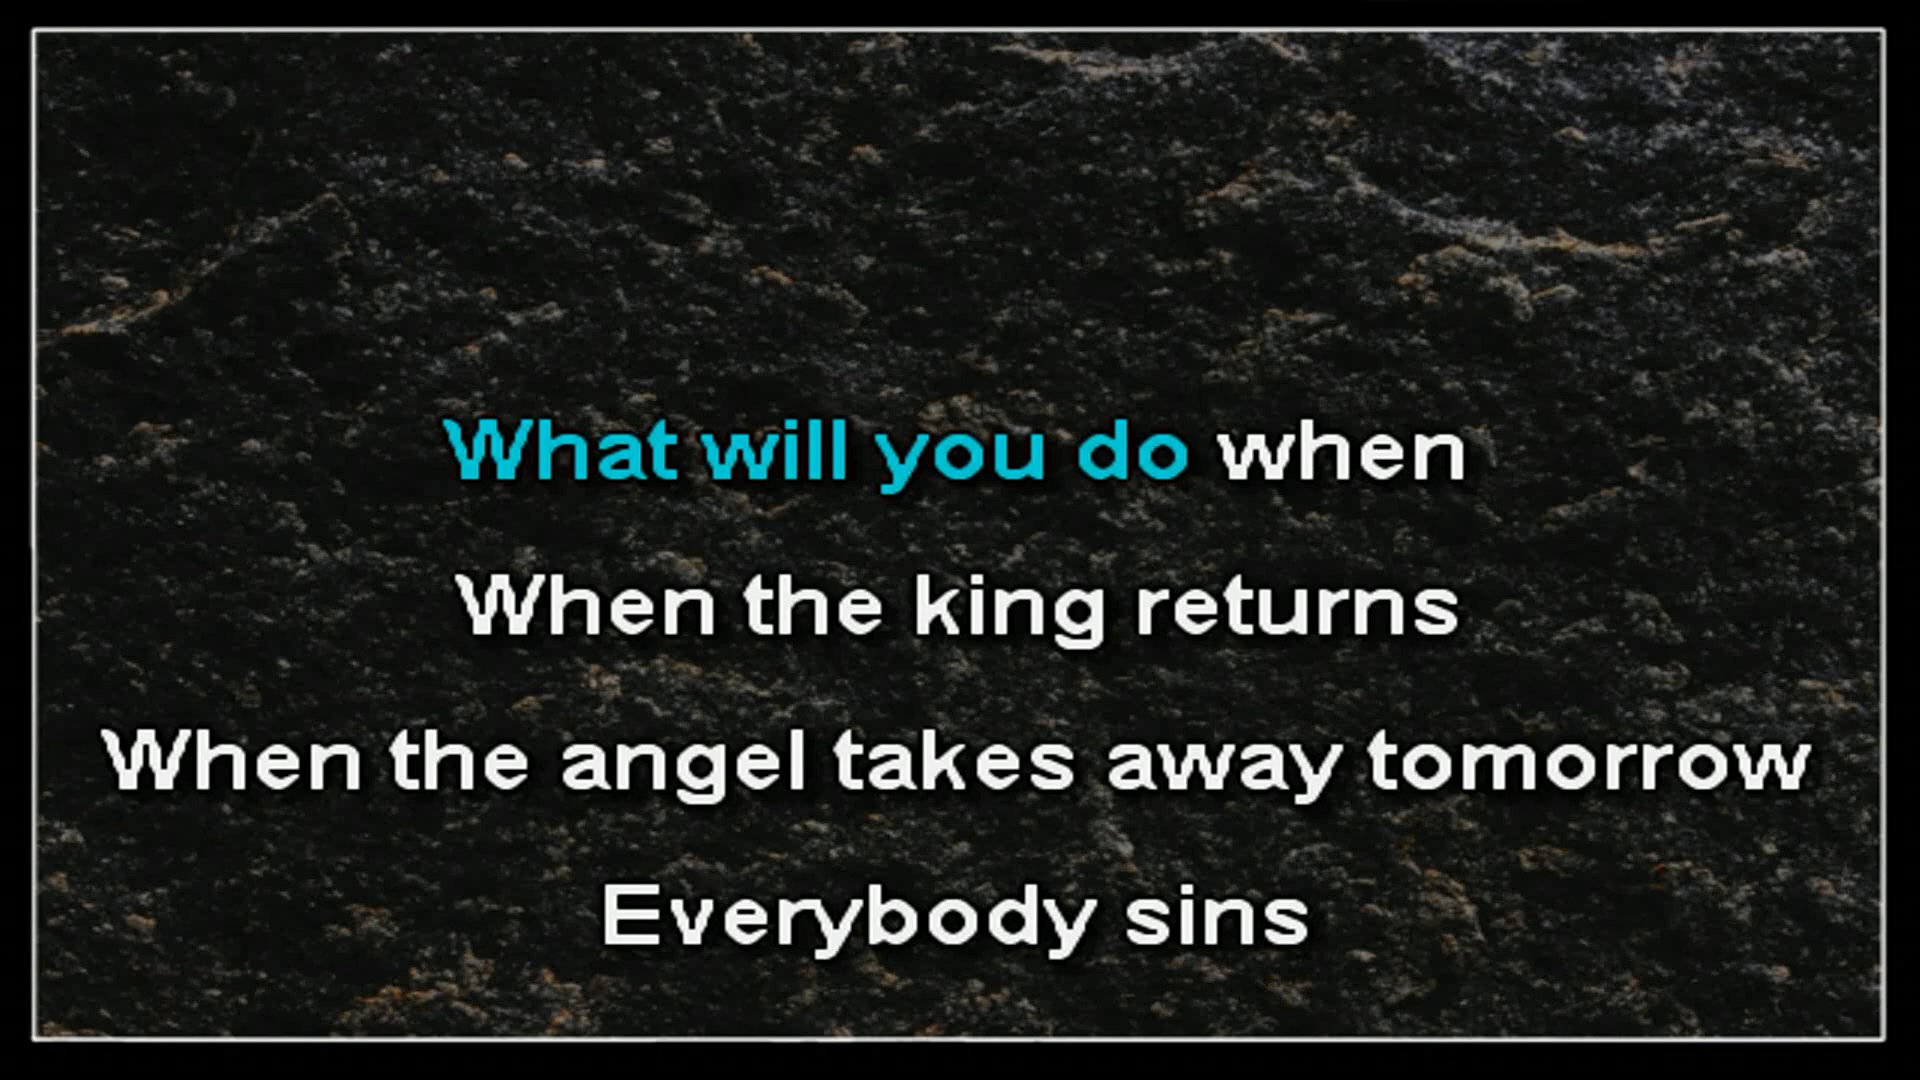 What will you do when
When the king returns
When the angel takes away tomorrow
Everybody sins